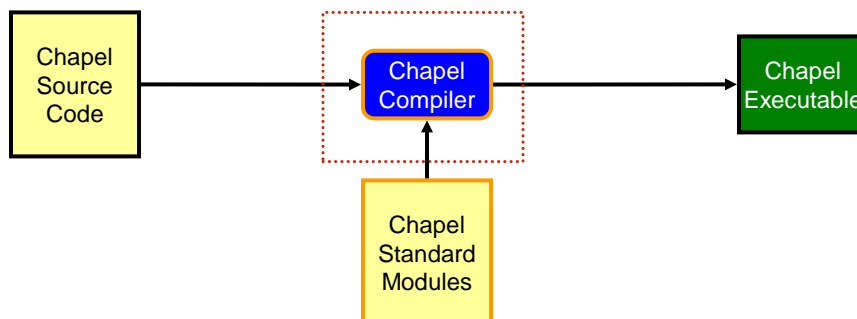 Chapel
Source
Code
Chapel
Compiler
Chapel
Executable
Chapel
Standard
Modules